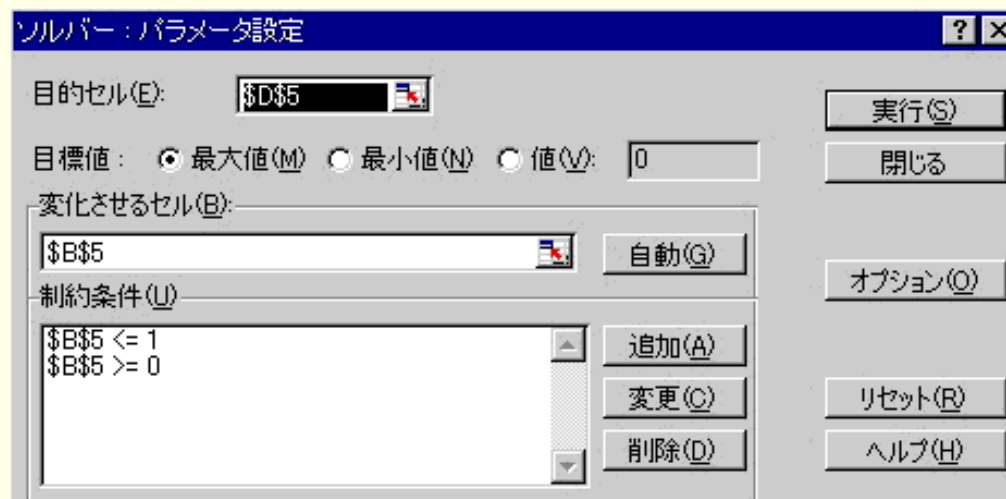 ソルバー：パラメータ設定
?
×
目的セル(E):
$D$5
実行(S)
目標値： 最大値(M) 最小値(N) 値(V): 0
閉じる
変化させるセル(B):
$B$5
自動(G)
オプション(O)
制約条件(U)
$B$5 <= 1
$B$5 >= 0
追加(A)
変更(C)
削除(D)
リセット(R)
ヘルプ(H)